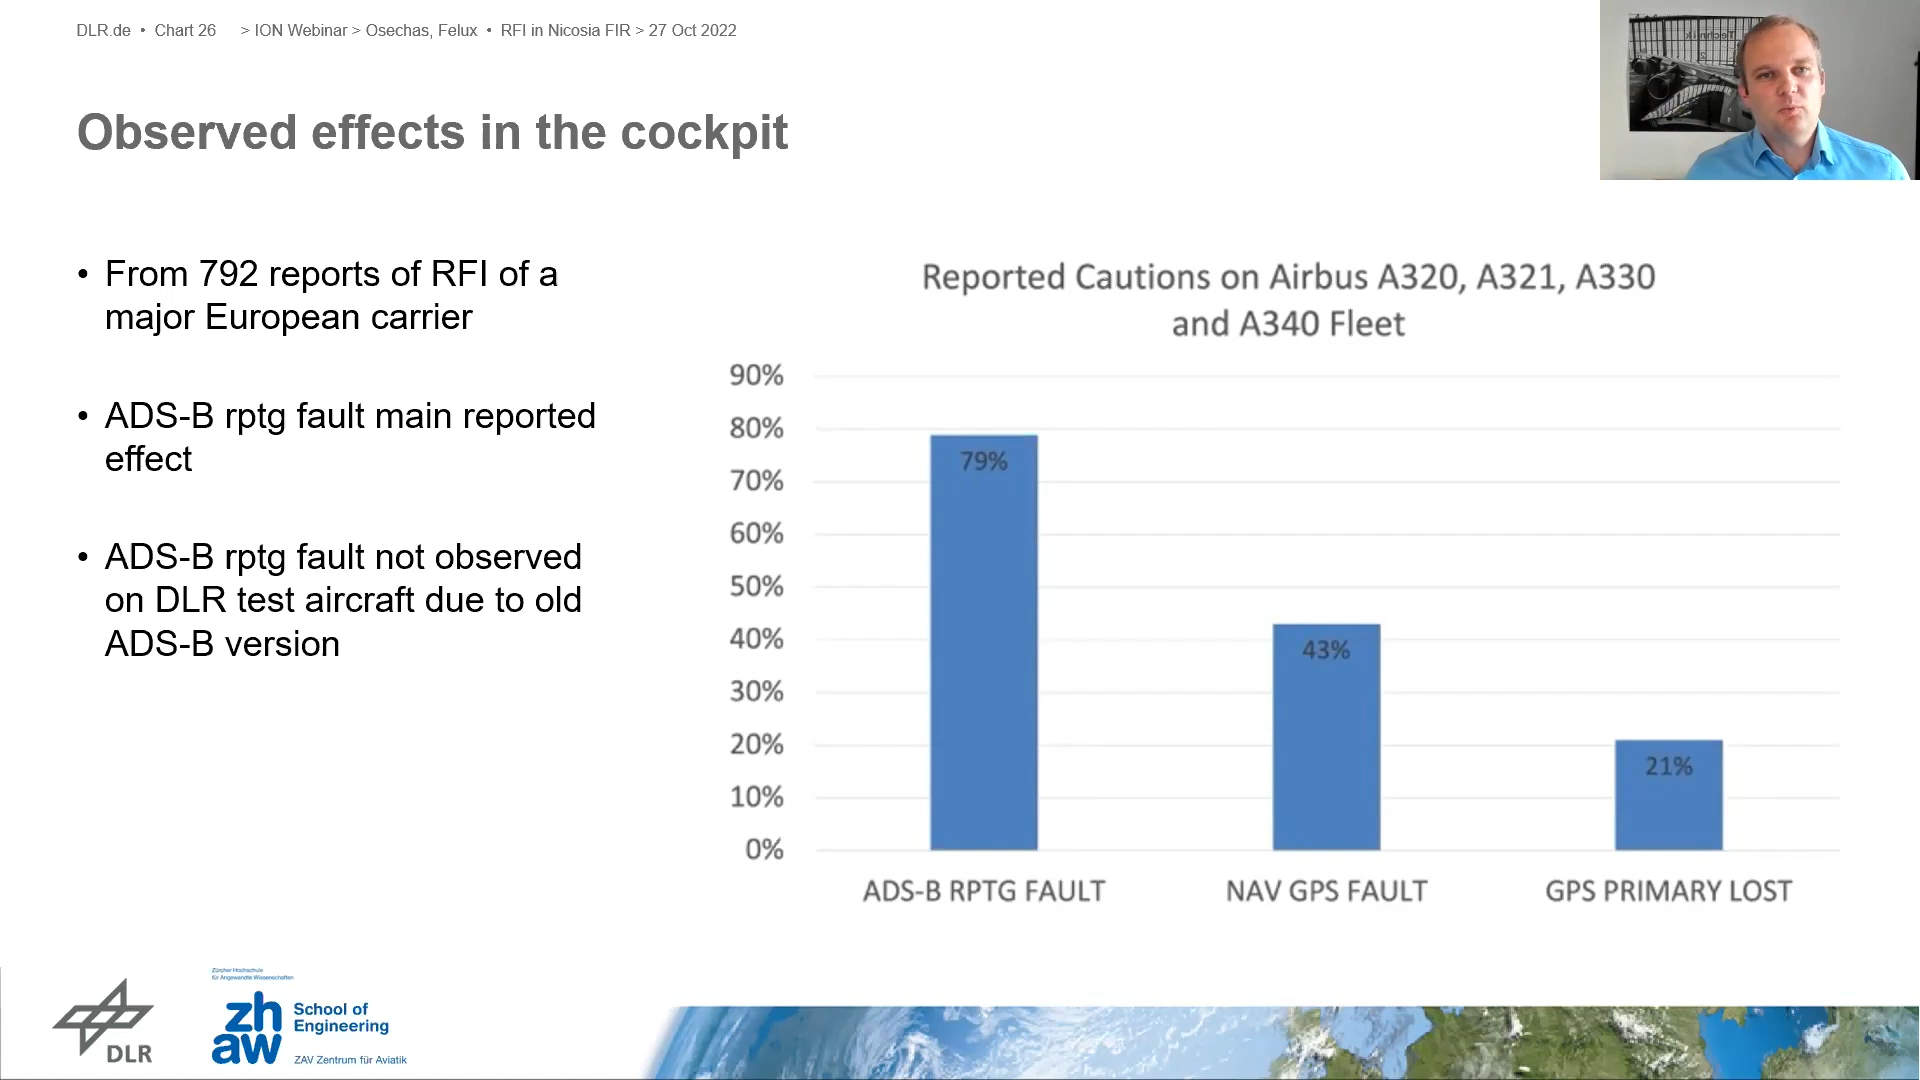 DLR.de • Chart 26 > ION Webinar > Osechas, Felux • RFI in Nicosia FIR > 27 Oct 2022
Observed effects in the cockpit
• From 792 reports of RFI of a
major European carrier
• ADS-B rptg fault main reported
effect
• ADS-B rptg fault not observed
on DLR test aircraft due to old
ADS-B version
Reported Cautions on Airbus A320, A321, A330
and A340 Fleet
90%
80%
70%
60%
50%
40%
30%
20%
10%
0%
79%
43%
21%
ADS-B RPTG FAULT
NAV GPS FAULT
GPS PRIMARY LOST
DLR
Zürcher Hochschule
für Angewandte Wissenschaften
zh
aw
School of
Engineering
ZAV Zentrum für Aviatik